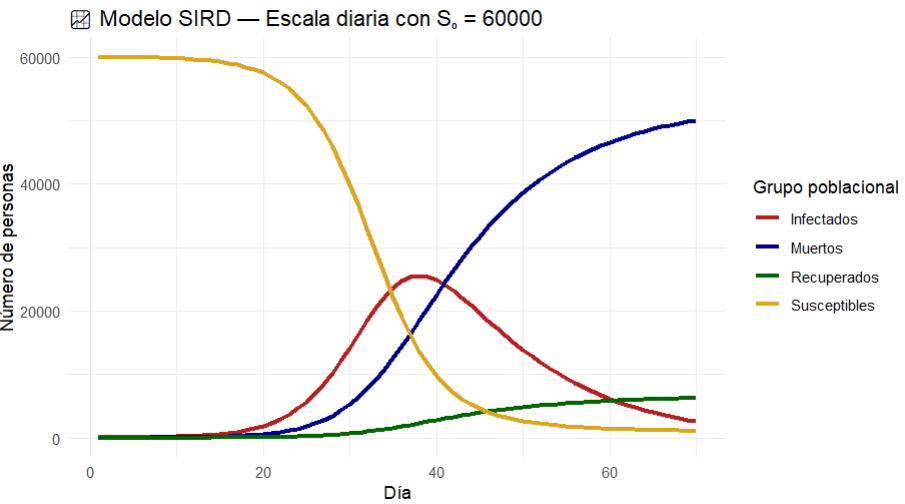 📈 Modelo SIRD — Escala diaria con S₀ = 60000
60000
40000
20000
0
Número de personas
0 20 40 60
Día
Grupo poblacional
Infectados
Muertos
Recuperados
Susceptibles